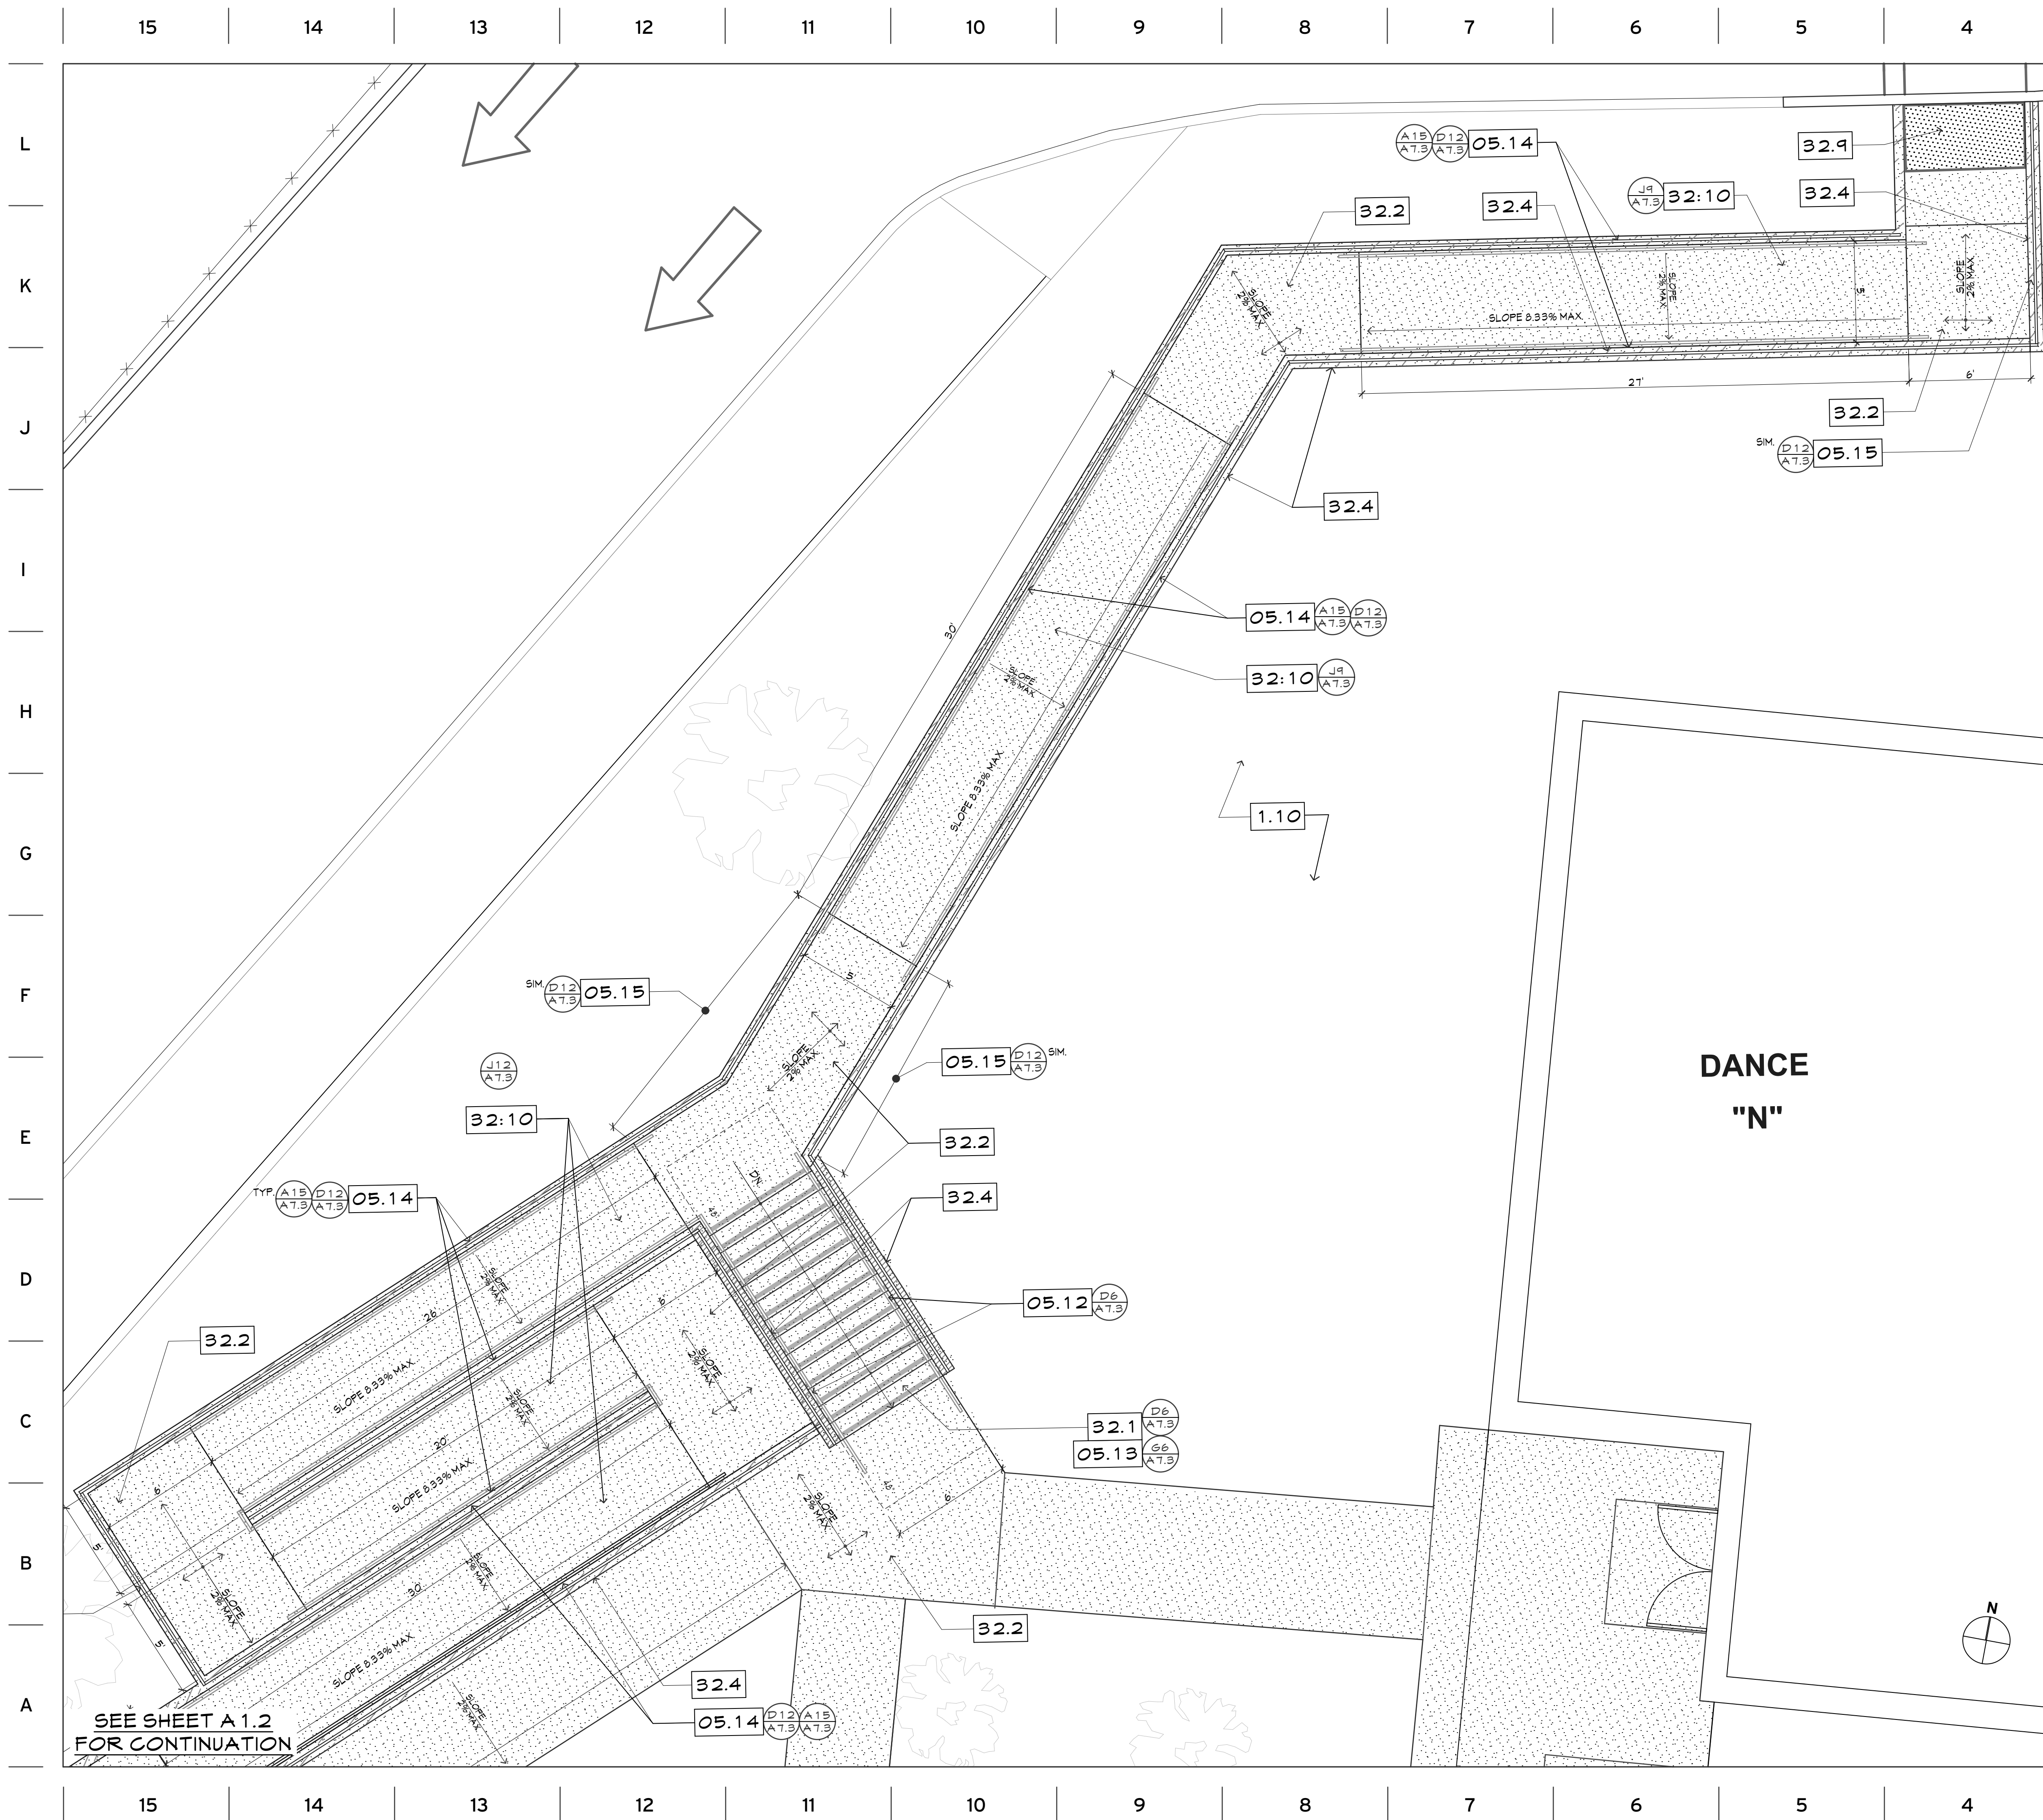 15 14 13 12 11 10 9 8 7 6 5 4
L
K
J
I
H
G
F
E
D
C
B
A
A15
A7.3
D12
A7.3
05.14
32.9
J9
A7.3
32:10
32.4
32.2
32.4
SLOPE
2% MAX.
SLOPE
2% MAX.
5'
SLOPE
2% MAX.
SLOPE 8.33% MAX.
27'
6'
32.2
SIM.
D12
A7.3
05.15
32.4
30'
05.14
A15
A7.3
D12
A7.3
32:10
J9
A7.3
SLOPE
2% MAX.
SLOPE 8.33% MAX.
1.10
5'
SIM.
D12
A7.3
05.15
SLOPE
2% MAX.
05.15
D12
A7.3
SIM.
J12
A7.3
DANCE
"N"
32:10
32.2
DN.
TYP.
A15
A7.3
D12
A7.3
05.14
32.4
48"
SLOPE
2% MAX.
26'
6'
05.12
D6
A7.3
32.2
SLOPE
2% MAX.
SLOPE 8.33% MAX.
SLOPE
2% MAX.
32.1
D6
A7.3
05.13
G6
A7.3
20'
SLOPE 8.33% MAX.
6'
48"
6'
SLOPE
2% MAX.
5'
SLOPE
2% MAX.
SLOPE
2% MAX.
30'
5'
SLOPE 8.33% MAX.
32.2
N
32.4
SLOPE
2% MAX.
05.14
D12
A7.3
A15
A7.3
SEE SHEET A1.2
FOR CONTINUATION
15 14 13 12 11 10 9 8 7 6 5 4